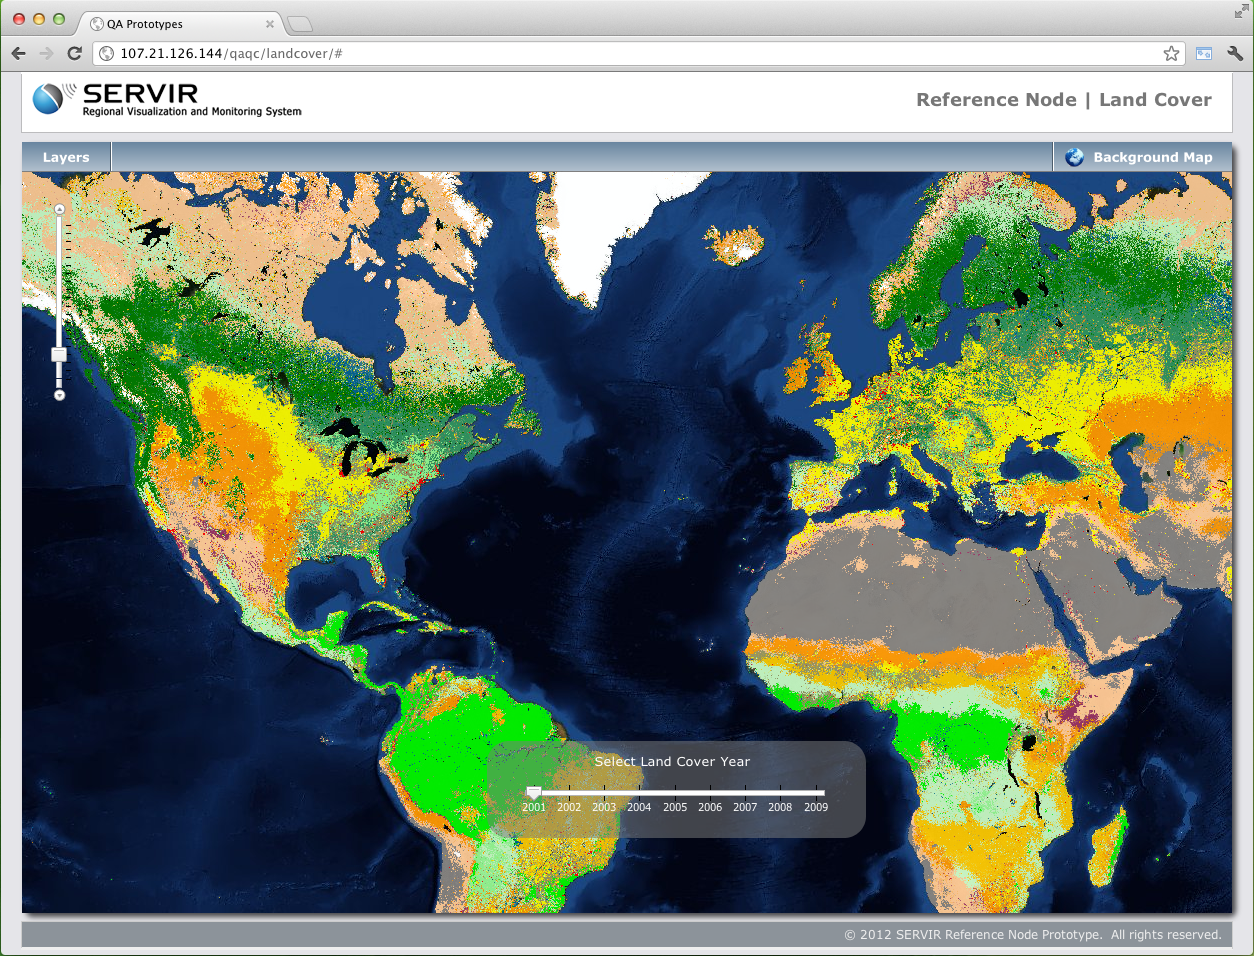 QA Prototypes
107.21.126.144/qaqc/landcover/#
SERVIR
Regional Visualization and Monitoring System
Reference Node | Land Cover
Layers
Background Map
Select Land Cover Year
2001 2002 2003 2004 2005 2006 2007 2008 2009
© 2012 SERVIR Reference Node Prototype. All rights reserved.